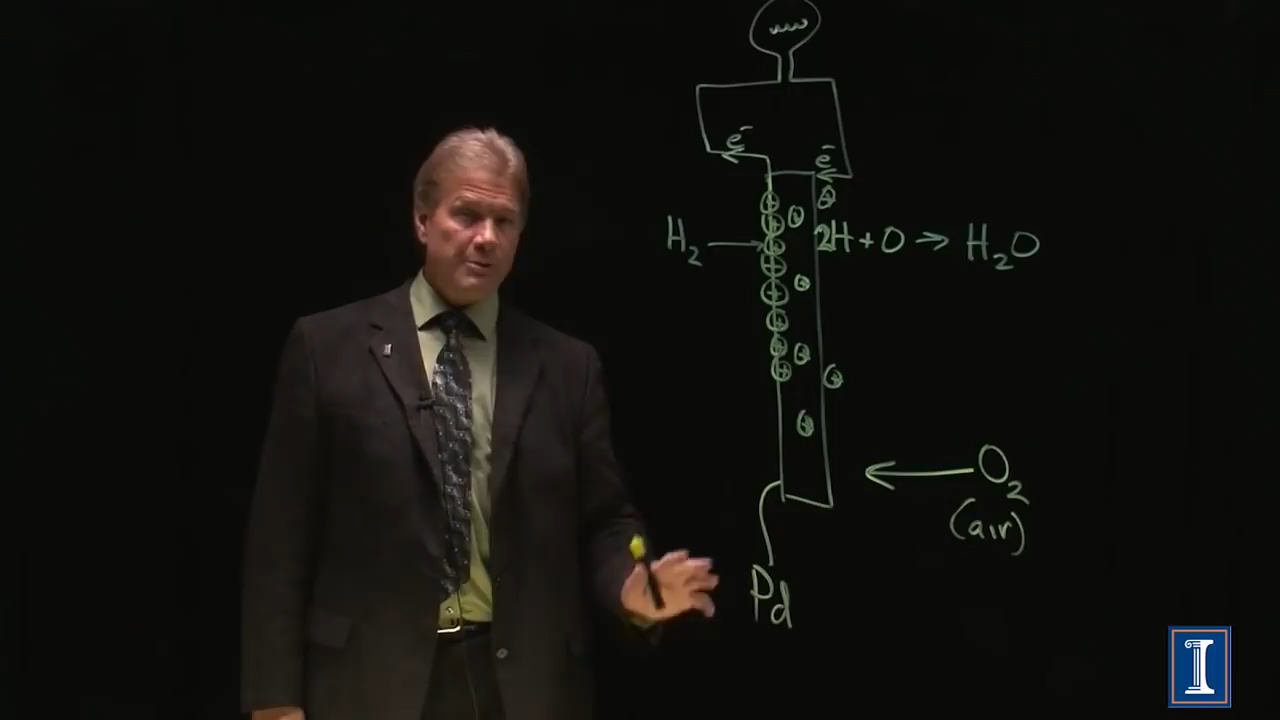 e⁻
e⁻
H₂ → 2H + O → H₂O
O₂
(air)
Pd
I